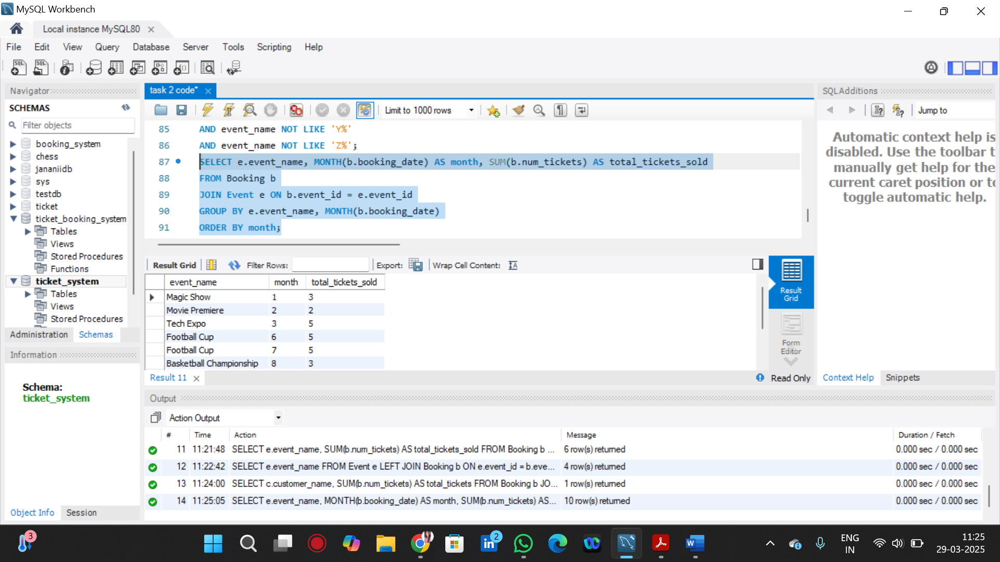 MySQL Workbench
Local instance MySQL80
File Edit View Query Database Server Tools Scripting Help
Navigator
SCHEMAS
Filter objects
booking_system
chess
jananiidb
sys
testdb
ticket
ticket_booking_system
Tables
Views
Stored Procedures
Functions
ticket_system
Tables
Views
Stored Procedures
Administration Schemas
Information
Schema:
ticket_system
Object Info Session
task 2 code*
Limit to 1000 rows
85 AND event_name NOT LIKE 'Y%'
86 AND event_name NOT LIKE 'Z%';
87 SELECT e.event_name, MONTH(b.booking_date) AS month, SUM(b.num_tickets) AS total_tickets_sold
88 FROM Booking b
89 JOIN Event e ON b.event_id = e.event_id
90 GROUP BY e.event_name, MONTH(b.booking_date)
91 ORDER BY month;
Result Grid Filter Rows: Export: Wrap Cell Content:
event_name month total_tickets_sold
Magic Show 1 3
Movie Premiere 2 2
Tech Expo 3 5
Football Cup 6 5
Football Cup 7 5
Basketball Championship 8 3
Result
Grid
Form
Editor
Result 11
Read Only
SQLAdditions
Jump to
Automatic context help is
disabled. Use the toolbar t
manually get help for the
current caret position or to
toggle automatic help.
Context Help Snippets
Output
Action Output
# Time Action Message Duration / Fetch
11 11:21:48 SELECT e.event_name, SUM(b.num_tickets) AS total_tickets_sold FROM Booking b ... 6 row(s) returned 0.000 sec / 0.000 sec
12 11:22:42 SELECT e.event_name FROM Event e LEFT JOIN Booking b ON e.event_id = b.eve... 4 row(s) returned 0.000 sec / 0.000 sec
13 11:24:00 SELECT c.customer_name, SUM(b.num_tickets) AS total_tickets FROM Booking b JO... 1 row(s) returned 0.000 sec / 0.000 sec
14 11:25:05 SELECT e.event_name, MONTH(b.booking_date) AS month, SUM(b.num_tickets) AS... 10 row(s) returned 0.000 sec / 0.000 sec
3
2
ENG
IN
11:25
29-03-2025